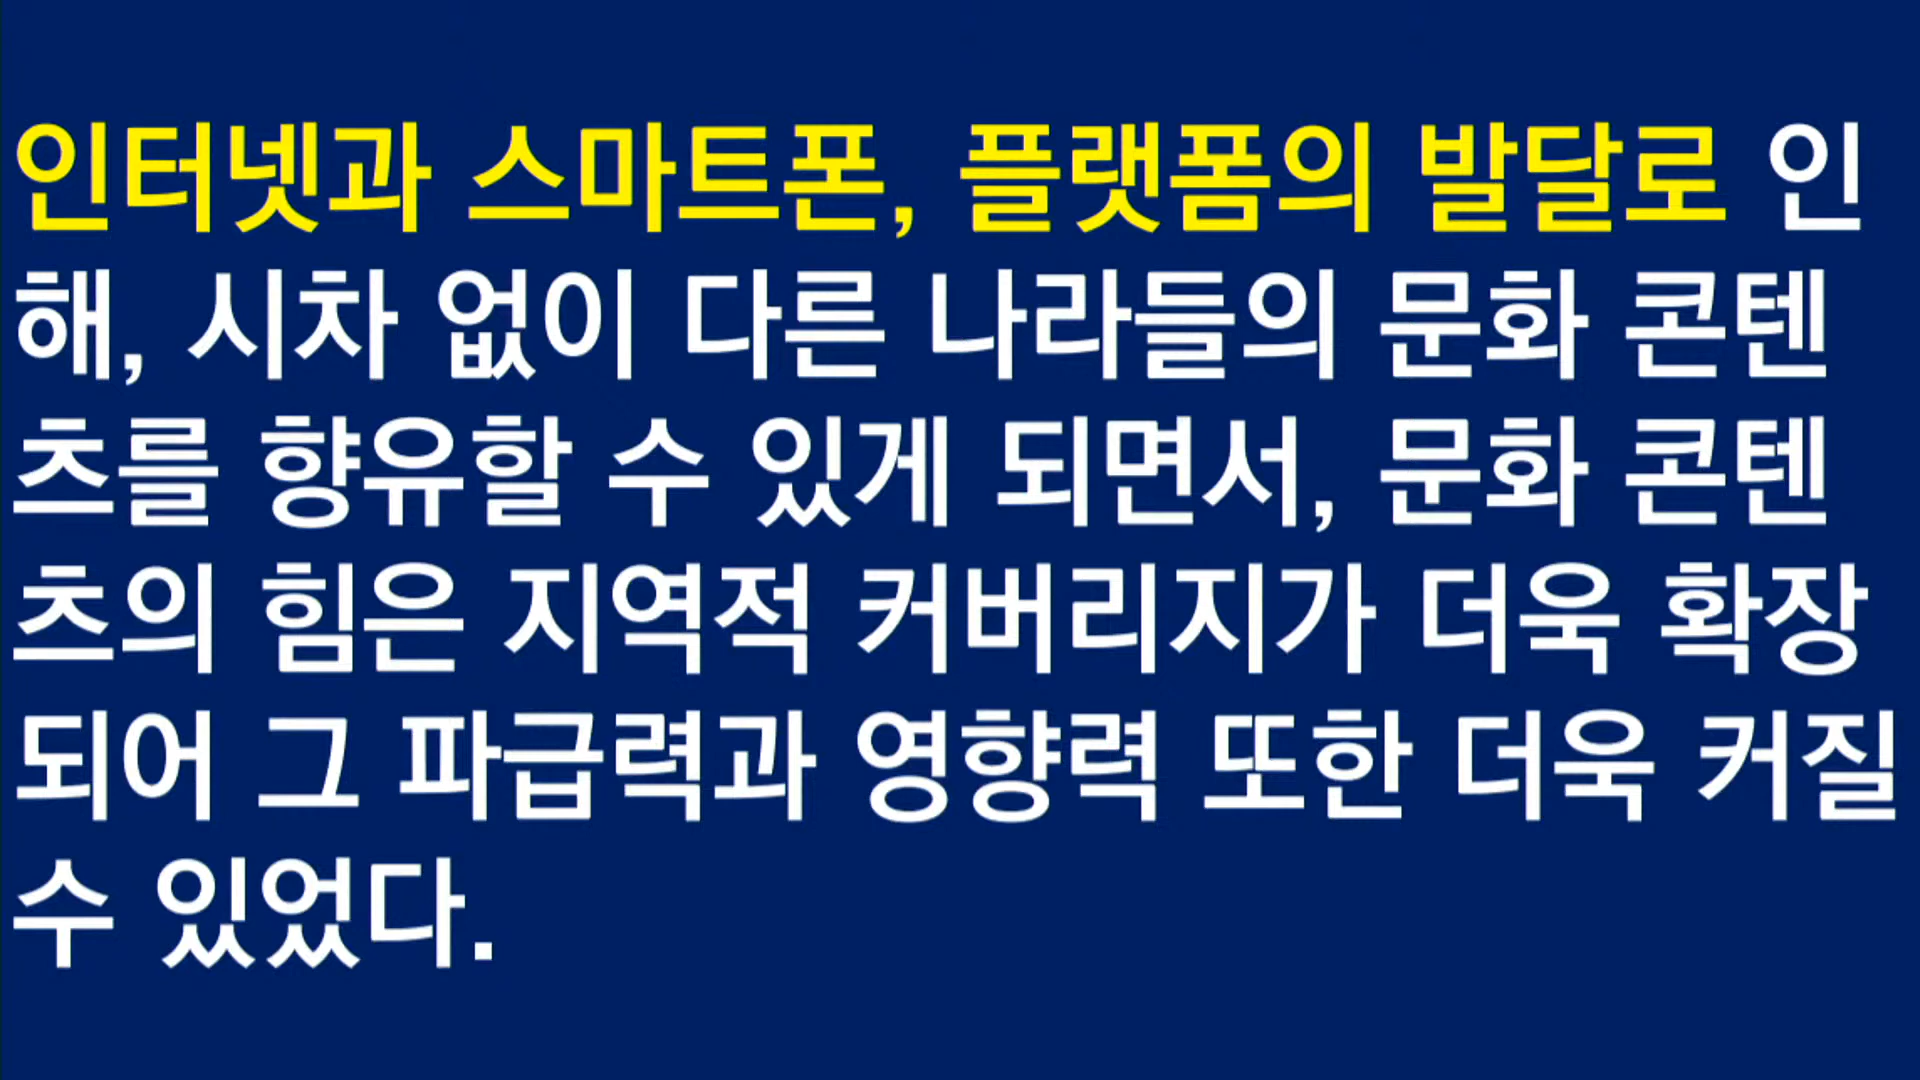 인터넷과 스마트폰, 플랫폼의 발달로 인
해, 시차 없이 다른 나라들의 문화 콘텐
츠를 향유할 수 있게 되면서, 문화 콘텐
츠의 힘은 지역적 커버리지가 더욱 확장
되어 그 파급력과 영향력 또한 더욱 커질
수 있었다.